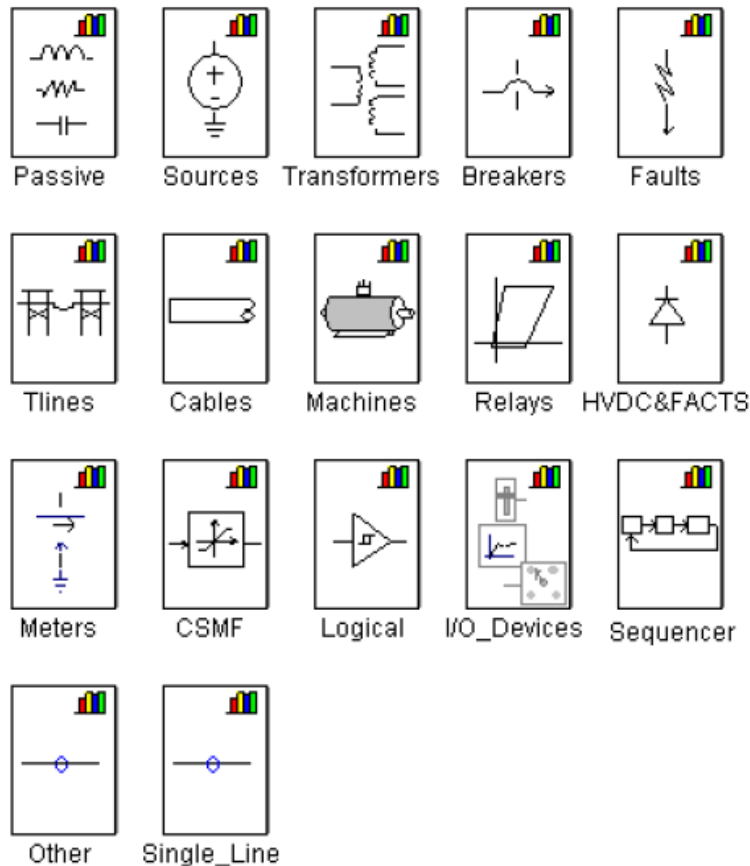 Passive Sources Transformers Breakers Faults
Tlines Cables Machines Relays HVDC&FACTS
Meters CSMF Logical I/O_Devices Sequencer
Other Single_Line